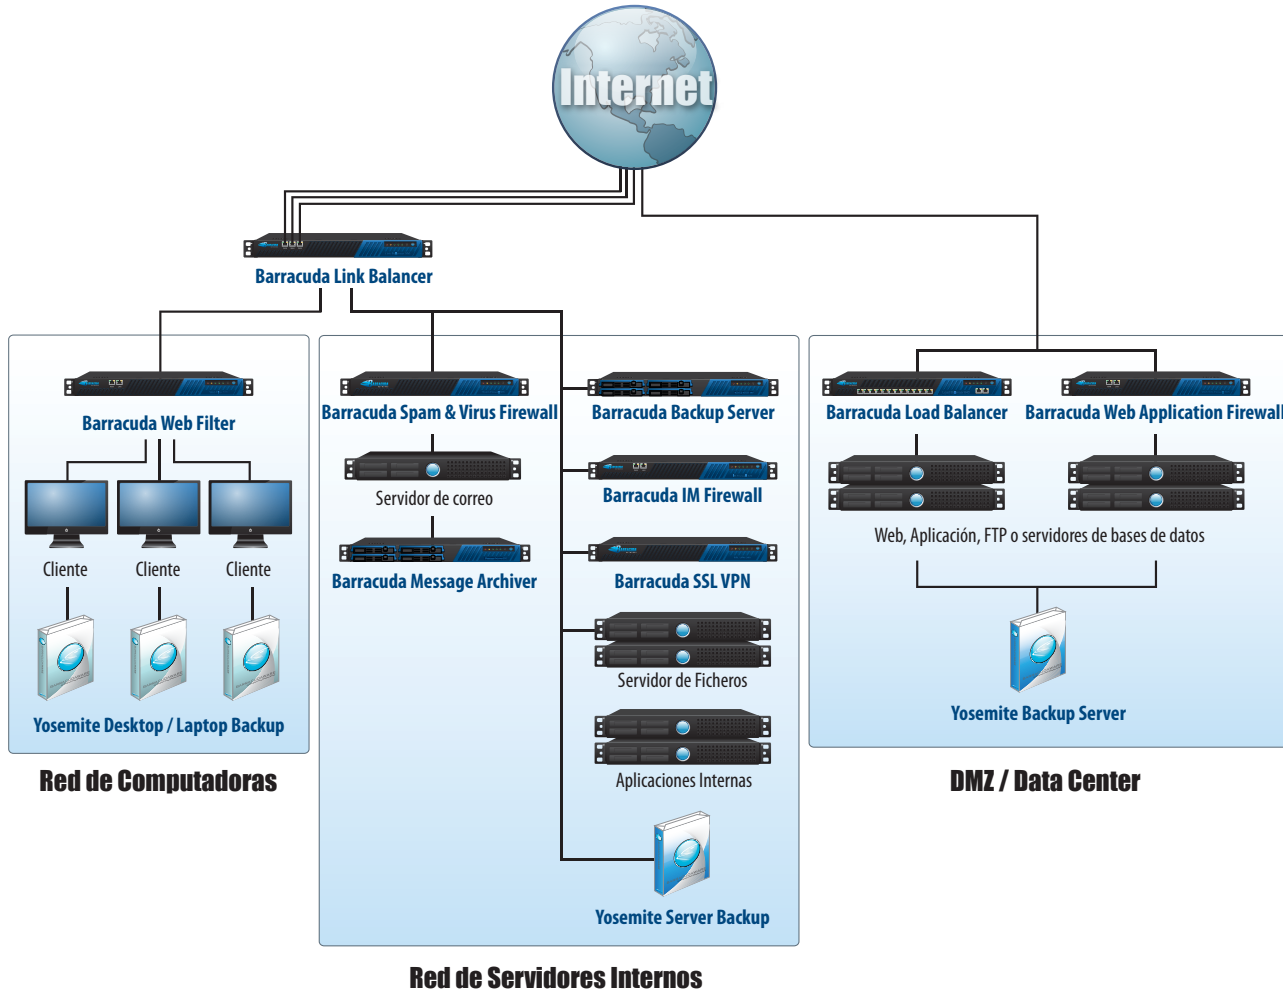 Internet
Barracuda Link Balancer
Barracuda Web Filter
Cliente
Cliente
Cliente
Yosemite Desktop / Laptop Backup
Red de Computadoras
Barracuda Spam & Virus Firewall
Servidor de correo
Barracuda Message Archiver
Barracuda Backup Server
Barracuda IM Firewall
Barracuda SSL VPN
Servidor de Ficheros
Aplicaciones Internas
Yosemite Server Backup
Red de Servidores Internos
Barracuda Load Balancer
Barracuda Web Application Firewall
Web, Aplicación, FTP o servidores de bases de datos
Yosemite Backup Server
DMZ / Data Center